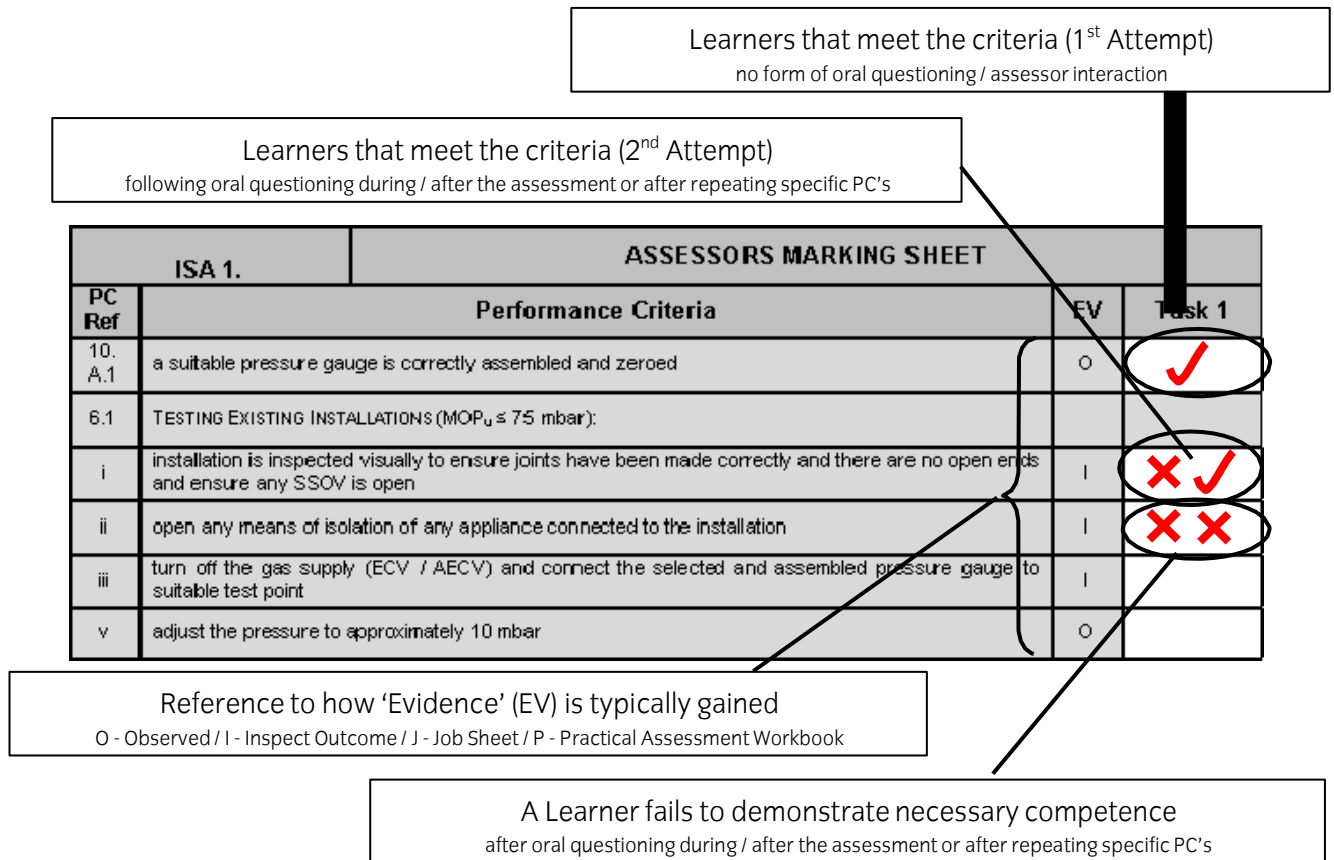 Learners that meet the criteria (1st Attempt)
no form of oral questioning / assessor interaction
Learners that meet the criteria (2nd Attempt)
following oral questioning during / after the assessment or after repeating specific PC's
ISA 1.
ASSESSORS MARKING SHEET
PC Ref
Performance Criteria
EV
Task 1
10. A.1
a suitable pressure gauge is correctly assembled and zeroed
O
6.1
TESTING EXISTING INSTALLATIONS (MOPu ≤ 75 mbar):
i
installation is inspected visually to ensure joints have been made correctly and there are no open ends
and ensure any SSOV is open
I
ii
open any means of isolation of any appliance connected to the installation
I
iii
turn off the gas supply (ECV / AECV) and connect the selected and assembled pressure gauge to
suitable test point
I
v
adjust the pressure to approximately 10 mbar
O
Reference to how ‘Evidence’ (EV) is typically gained
O - Observed / I - Inspect Outcome / J - Job Sheet / P - Practical Assessment Workbook
A Learner fails to demonstrate necessary competence
after oral questioning during / after the assessment or after repeating specific PC's